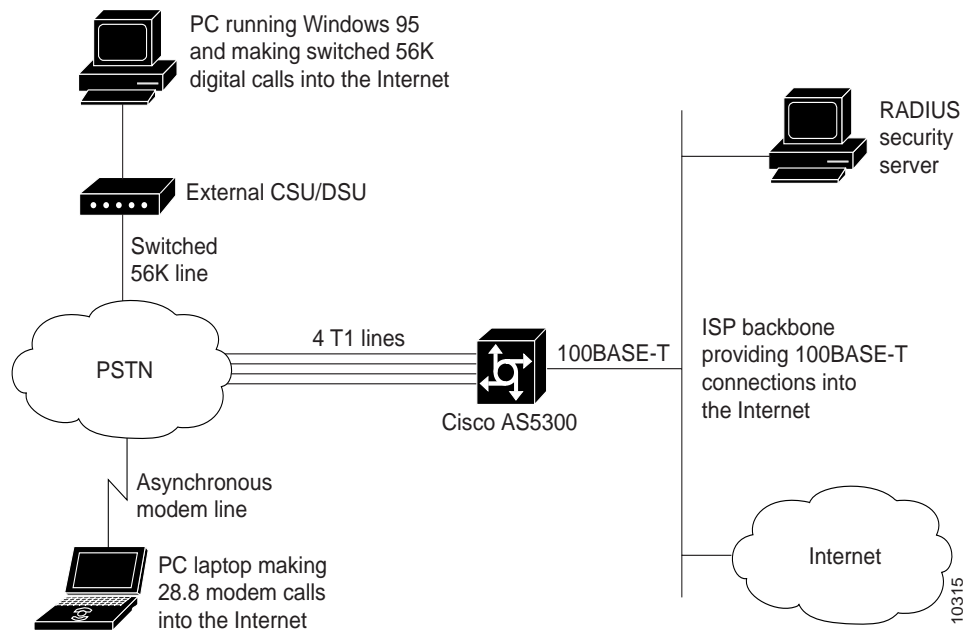 PC running Windows 95
and making switched 56K
digital calls into the Internet
RADIUS
security
server
External CSU/DSU
Switched
56K line
PSTN
4 T1 lines
100BASE-T
Cisco AS5300
ISP backbone
providing 100BASE-T
connections into
the Internet
Asynchronous
modem line
PC laptop making
28.8 modem calls
into the Internet
Internet
10315